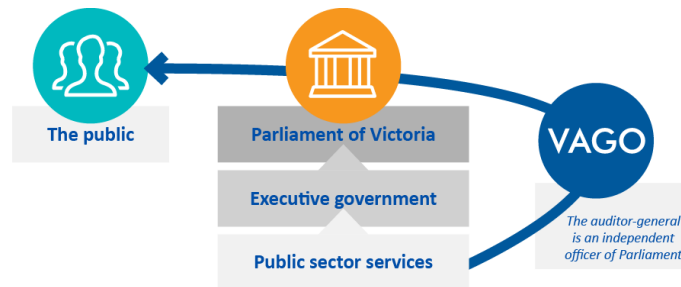 The public
Parliament of Victoria
Executive government
Public sector services
VAGO
The auditor-general
is an independent
officer of Parliament